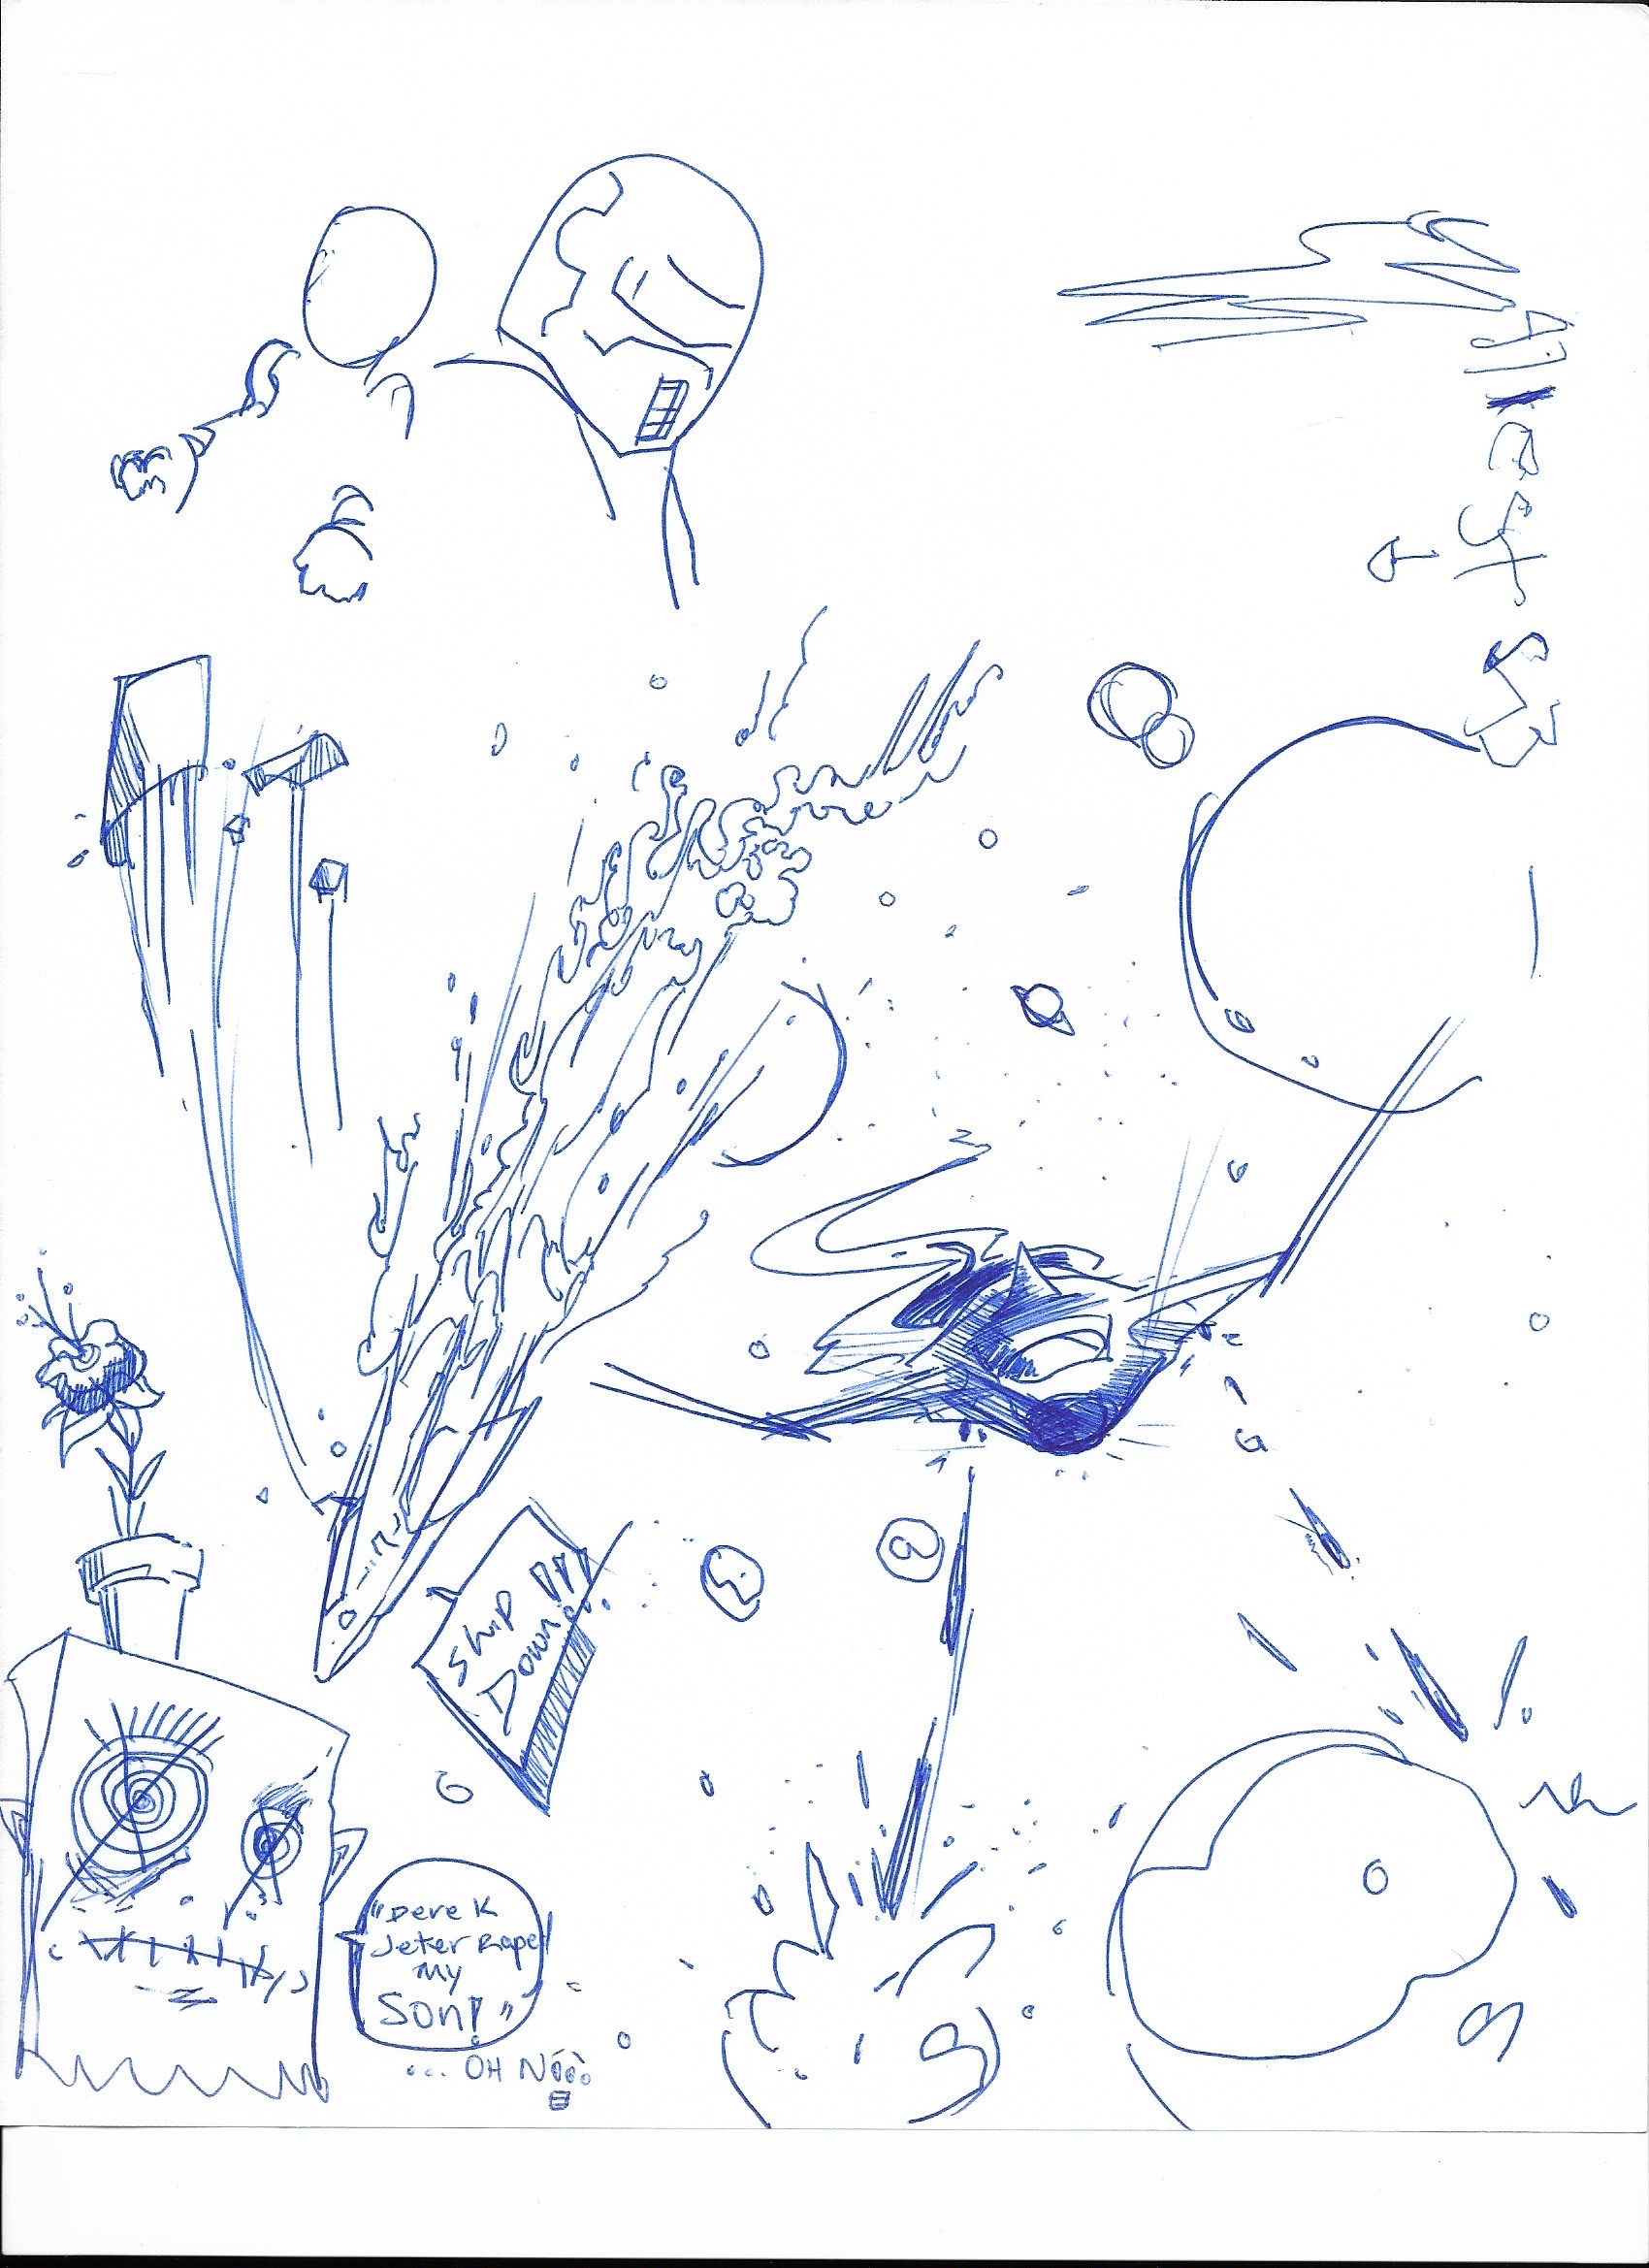 Ship
Down!
"Derek
Jeter Raped
My
SON!"
... OH NOOO